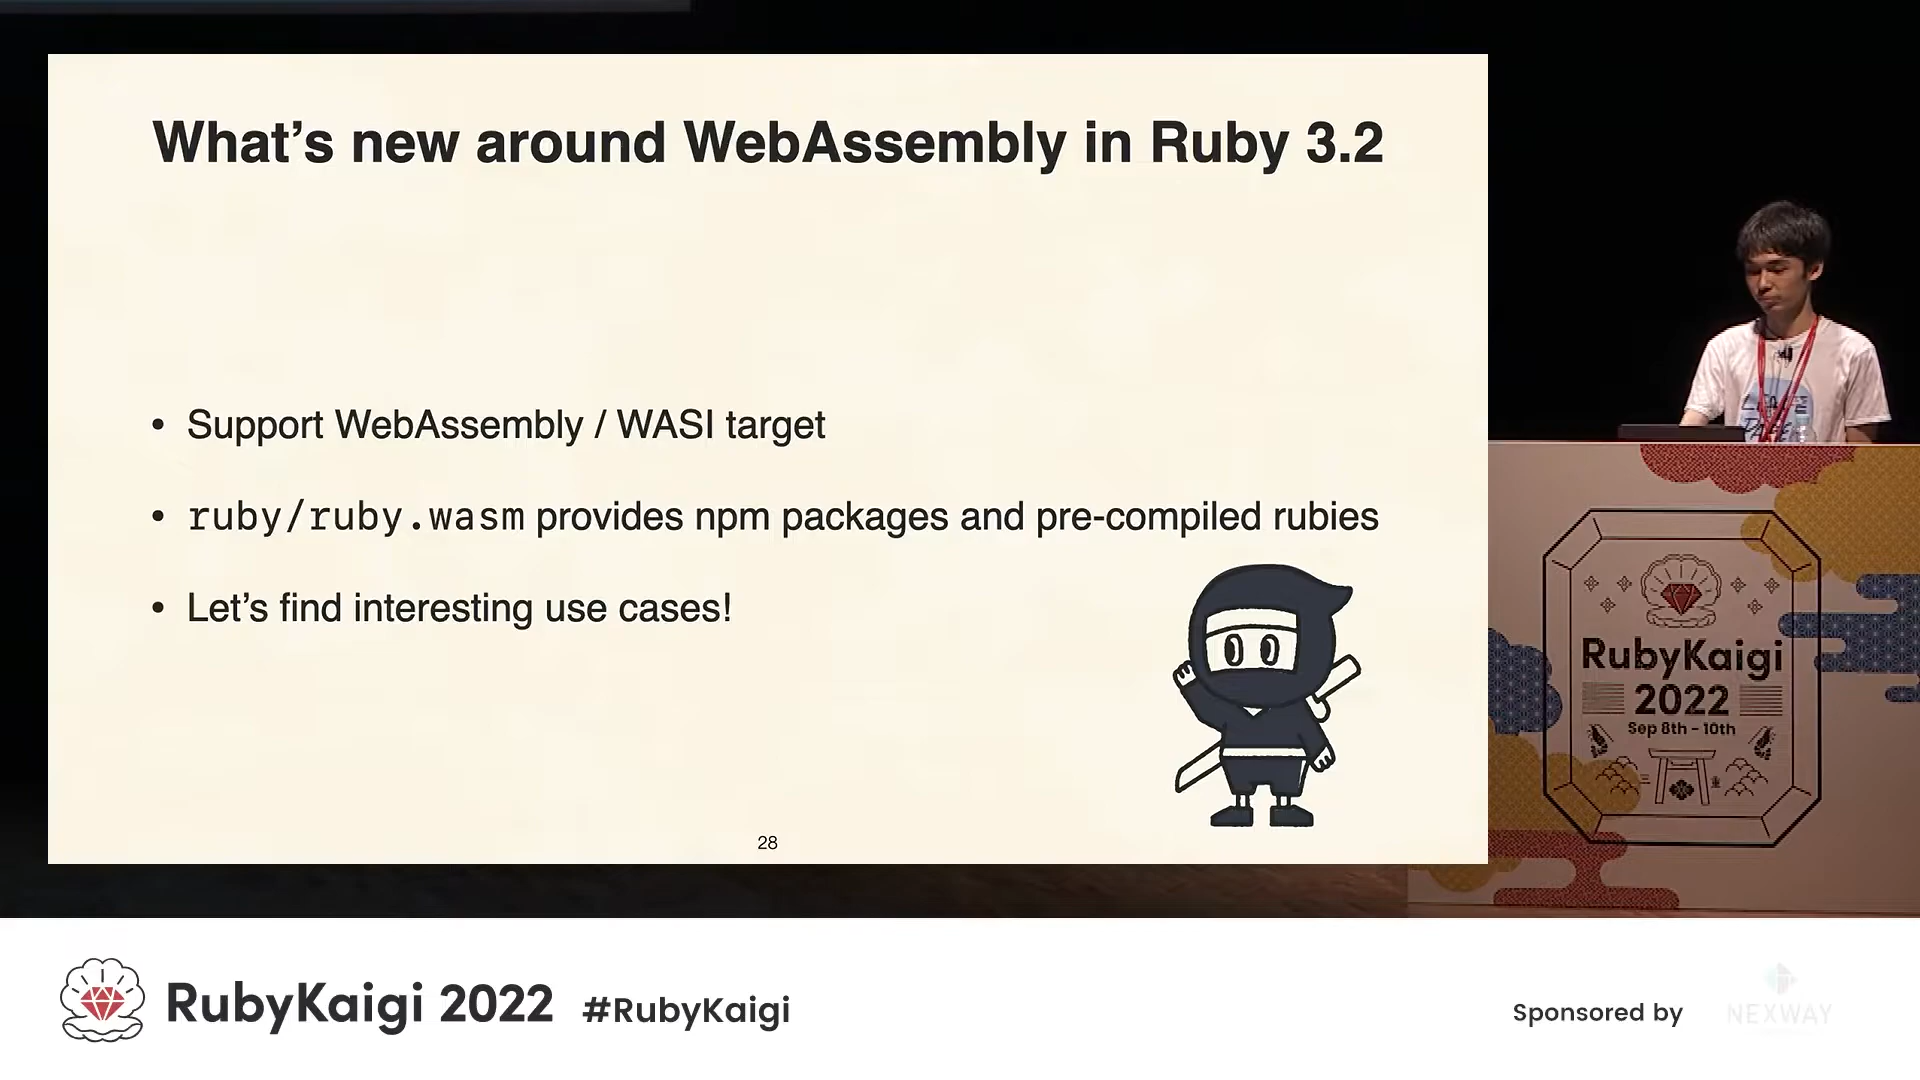 What's new around WebAssembly in Ruby 3.2
• Support WebAssembly / WASI target
• ruby/ruby.wasm provides npm packages and pre-compiled rubies
• Let's find interesting use cases!
28
RubyKaigi
2022
Sep 8th - 10th
RubyKaigi 2022 #RubyKaigi
Sponsored by
NEXWAY